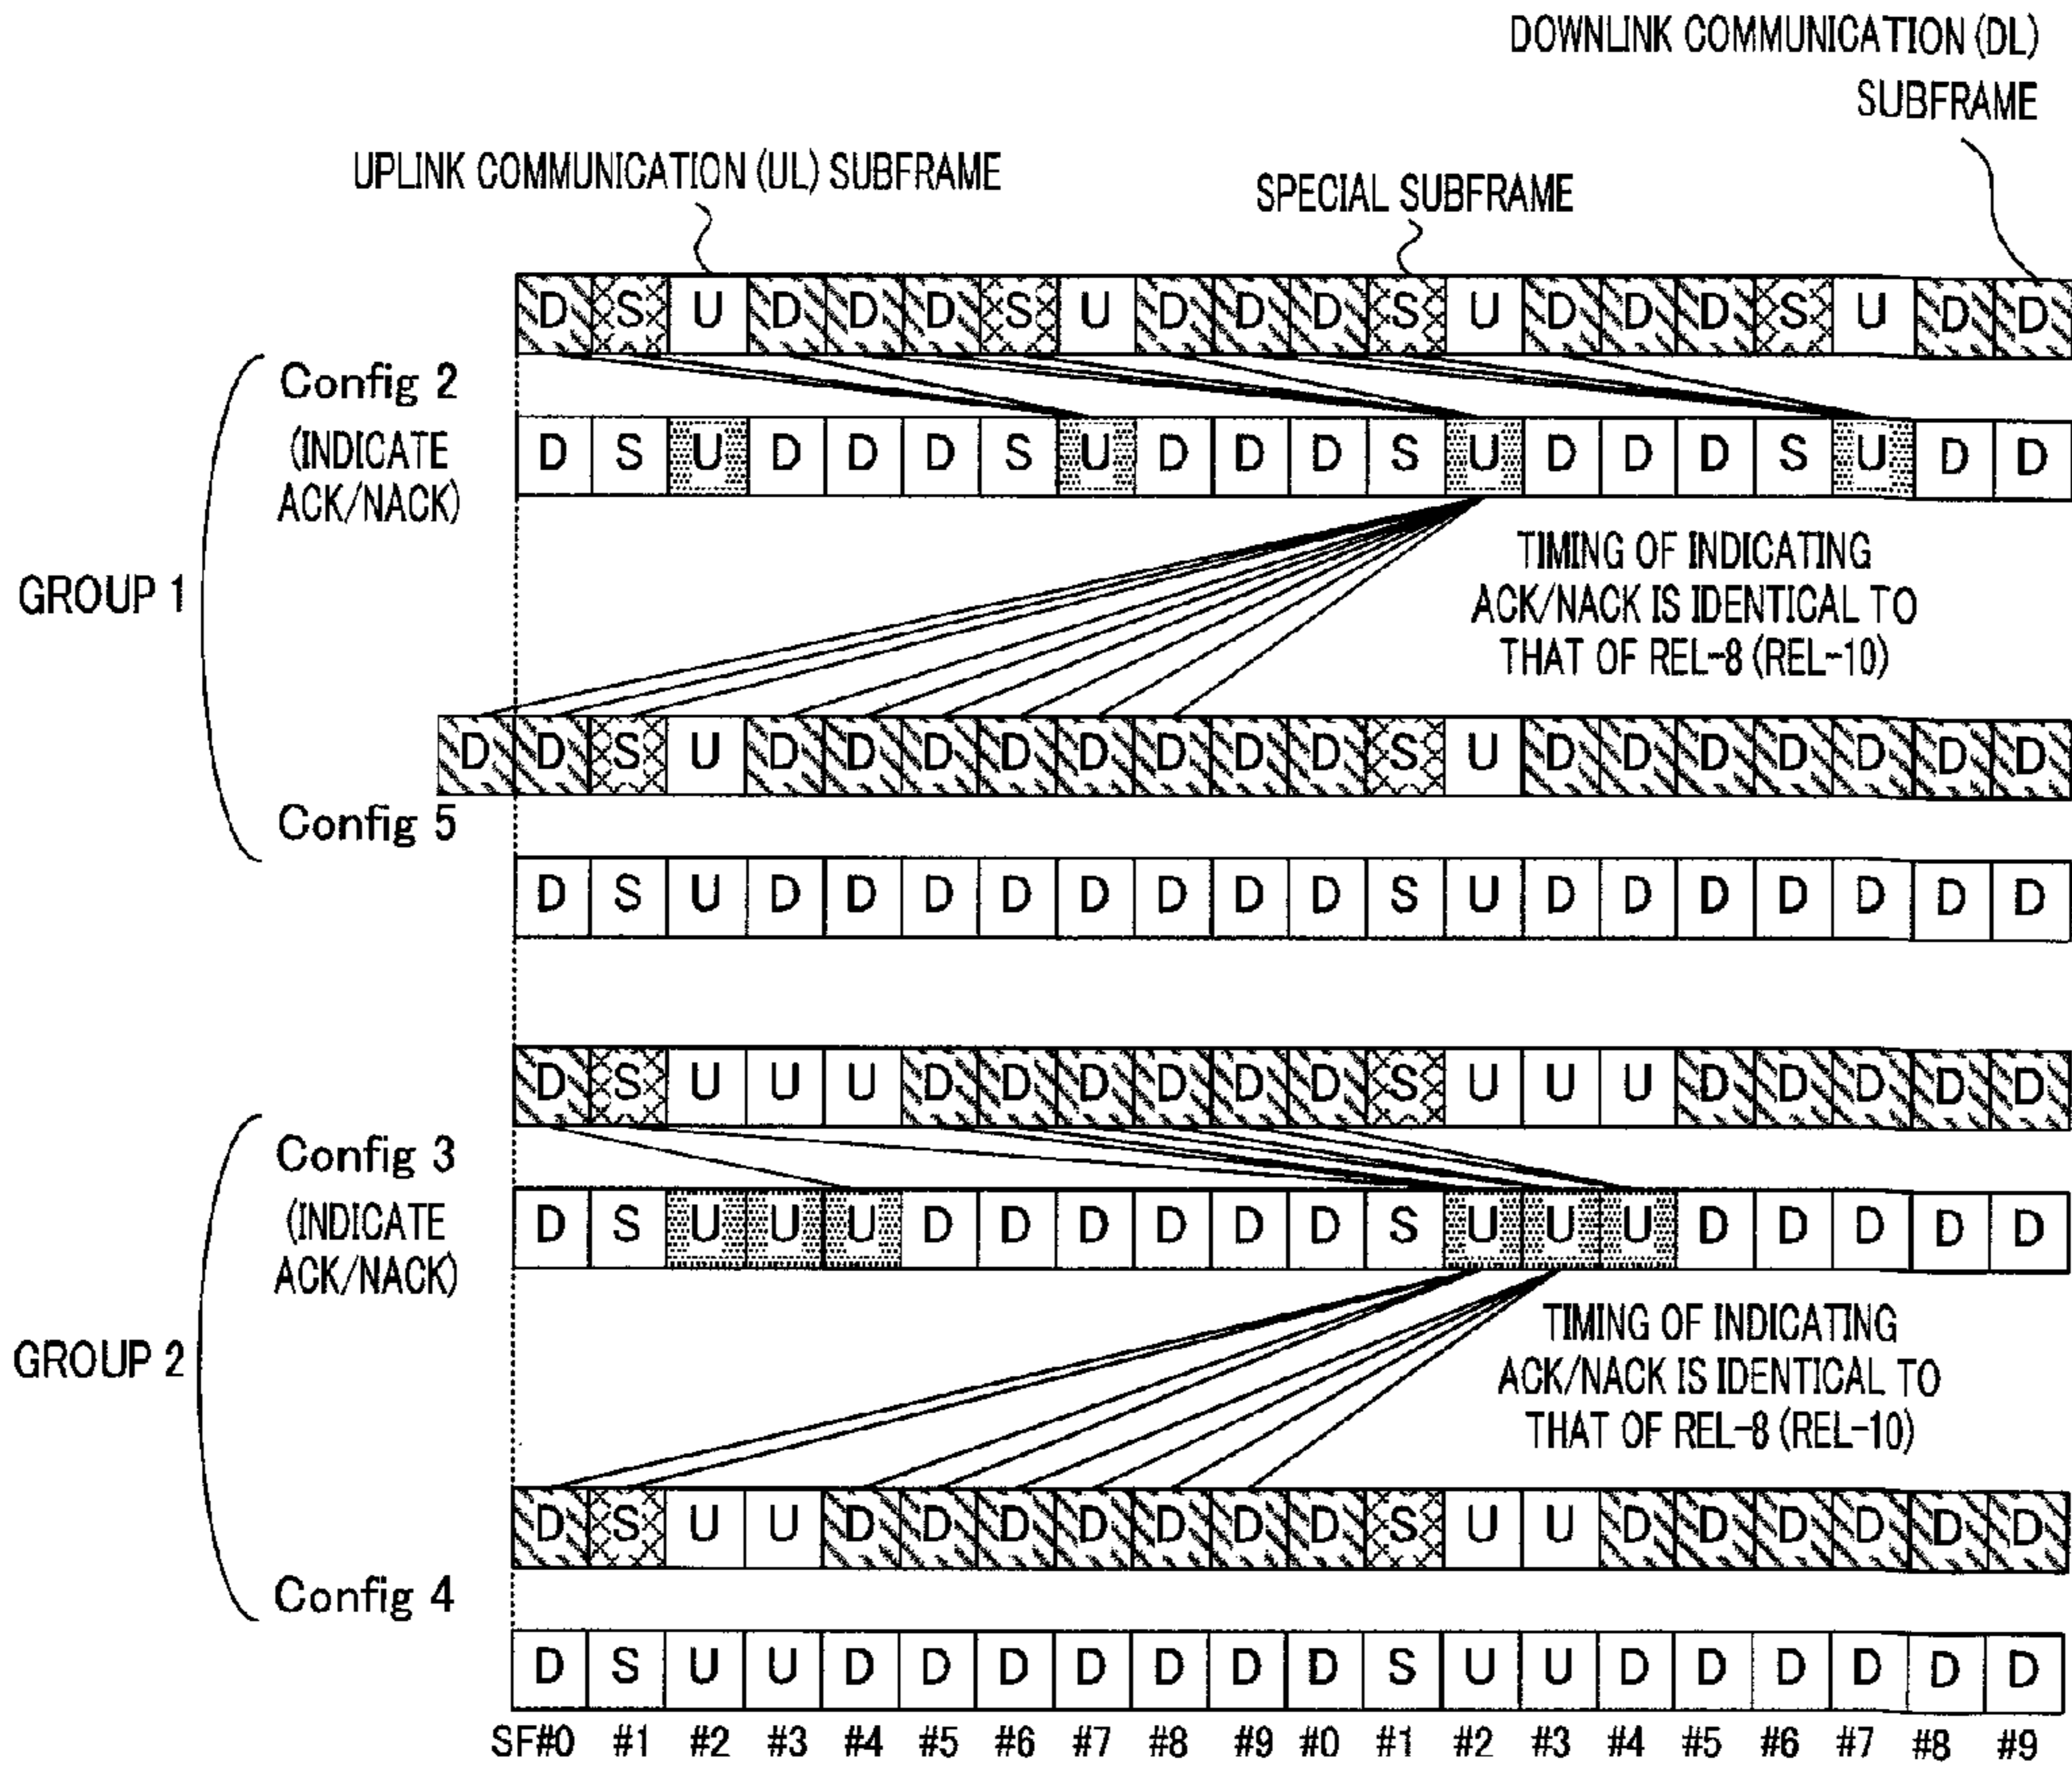 DOWNLINK COMMUNICATION (DL)
SUBFRAME
UPLINK COMMUNICATION (UL) SUBFRAME
SPECIAL SUBFRAME
D S U D D D S U D D D S U D D D S U D D
Config 2
(INDICATE
ACK/NACK)
D S U D D D S U D D D S U D D D S U D D
GROUP 1
TIMING OF INDICATING
ACK/NACK IS IDENTICAL TO
THAT OF REL-8 (REL-10)
D D S U D D D D D D D D S U D D D D D D D
Config 5
D S U D D D D D D D D S U D D D D D D D
D S U U U D D D D D D S U U U D D D D D
Config 3
(INDICATE
ACK/NACK)
D S U U U D D D D D D S U U U D D D D D
GROUP 2
TIMING OF INDICATING
ACK/NACK IS IDENTICAL TO
THAT OF REL-8 (REL-10)
D S U U D D D D D D D S U U D D D D D D
Config 4
D S U U D D D D D D D S U U D D D D D D
SF#0 #1 #2 #3 #4 #5 #6 #7 #8 #9 #0 #1 #2 #3 #4 #5 #6 #7 #8 #9